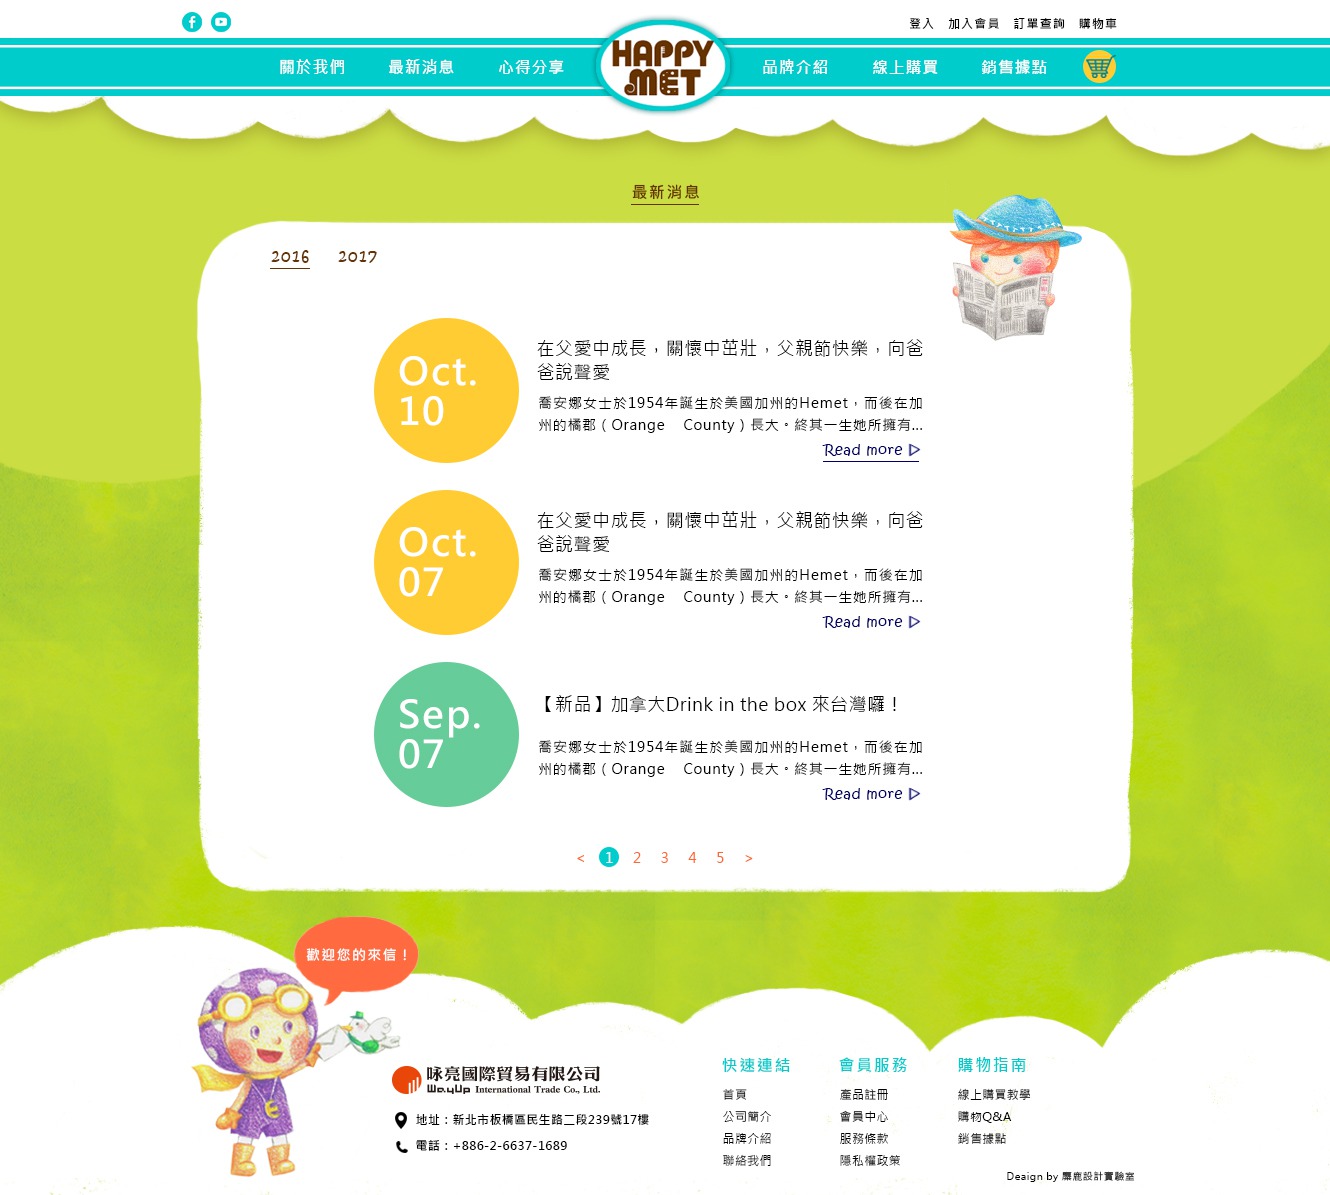 登入 加入會員 訂單查詢 購物車
關於我們 最新消息 心得分享 HAPPY MET 品牌介紹 線上購買 銷售據點
最新消息
2016 2017
Oct.
10
在父愛中成長，關懷中茁壯，父親節快樂，向爸
爸說聲愛
喬安娜女士於1954年誕生於美國加州的Hemet，而後在加
州的橘郡（Orange County）長大。終其一生她所擁有...
Read more
Oct.
07
在父愛中成長，關懷中茁壯，父親節快樂，向爸
爸說聲愛
喬安娜女士於1954年誕生於美國加州的Hemet，而後在加
州的橘郡（Orange County）長大。終其一生她所擁有...
Read more
Sep.
07
【新品】加拿大Drink in the box 來台灣囉！
喬安娜女士於1954年誕生於美國加州的Hemet，而後在加
州的橘郡（Orange County）長大。終其一生她所擁有...
Read more
< 1 2 3 4 5 >
歡迎您的來信！
咏亮國際貿易有限公司
WayUp International Trade Co., Ltd.
地址：新北市板橋區民生路二段239號17樓
電話：+886-2-6637-1689
快速連結
首頁
公司簡介
品牌介紹
聯絡我們
會員服務
產品註冊
會員中心
服務條款
隱私權政策
購物指南
線上購買教學
購物Q&A
銷售據點
Deaign by 麋鹿設計實驗室